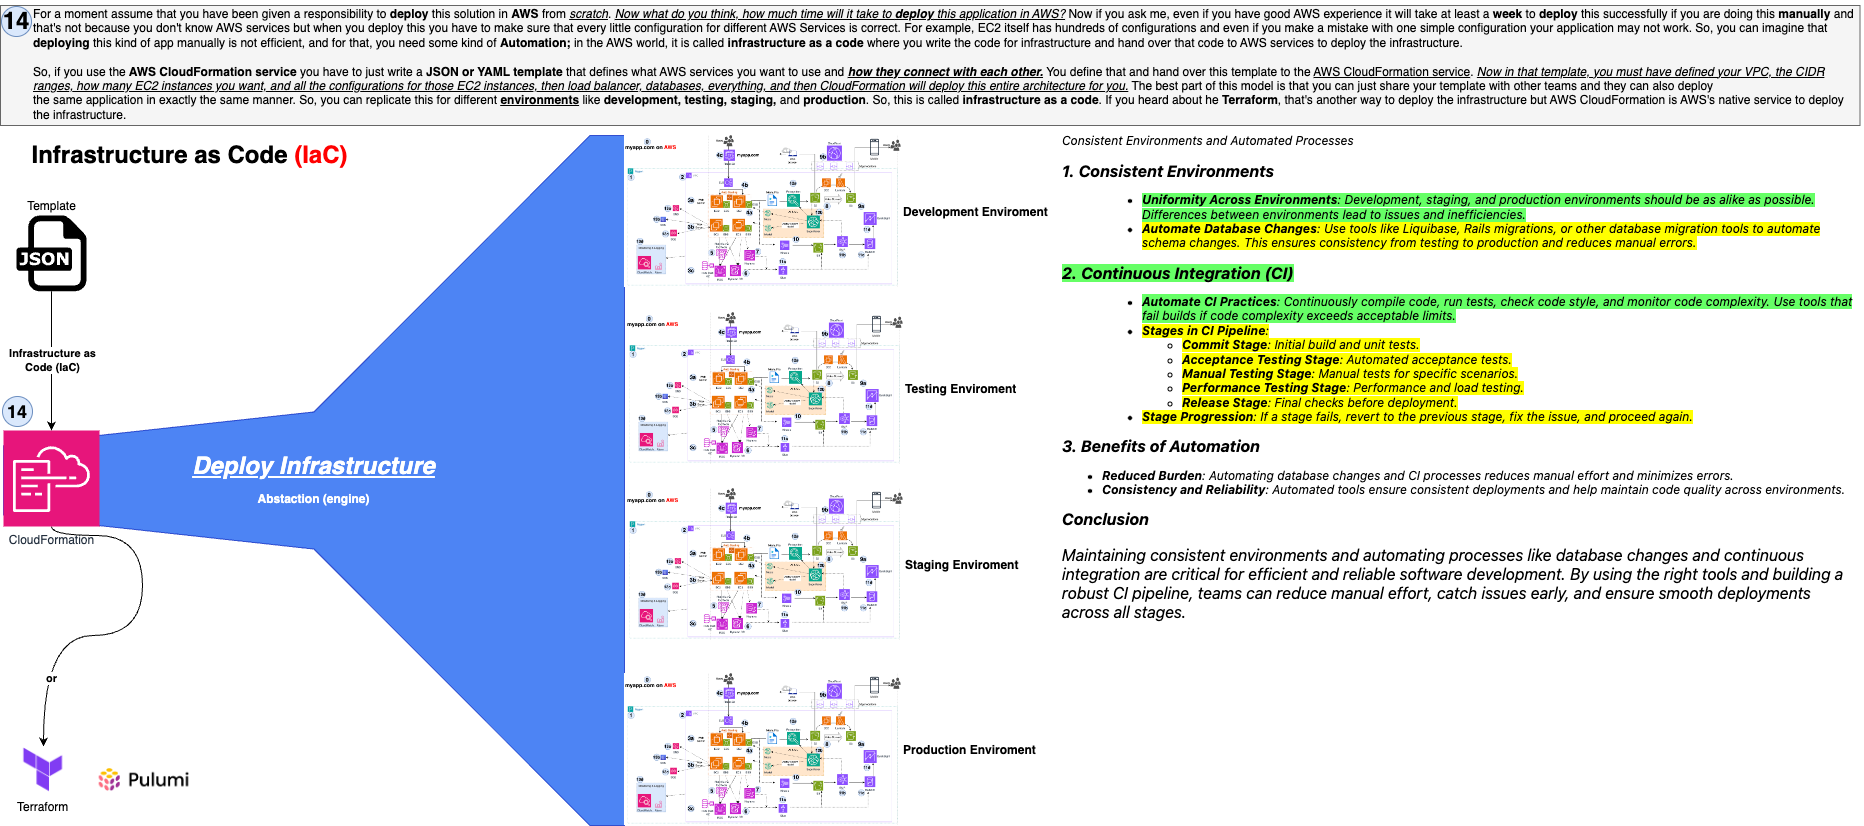 14
For a moment assume that you have been given a responsibility to deploy this solution in AWS from scratch. Now what do you think, how much time will it take to deploy this application in AWS? Now if you ask me, even if you have good AWS experience it will take at least a week to deploy this successfully if you are doing this manually and
that's not because you don't know AWS services but when you deploy this you have to make sure that every little configuration for different AWS Services is correct. For example, EC2 itself has hundreds of configurations and even if you make a mistake with one simple configuration your application may not work. So, you can imagine that
deploying this kind of app manually is not efficient, and for that, you need some kind of Automation; in the AWS world, it is called infrastructure as a code where you write the code for infrastructure and hand over that code to AWS services to deploy the infrastructure.
So, if you use the AWS CloudFormation service you have to just write a JSON or YAML template that defines what AWS services you want to use and how they connect with each other. You define that and hand over this template to the AWS CloudFormation service. Now in that template, you must have defined your VPC, the CIDR
ranges, how many EC2 instances you want, and all the configurations for those EC2 instances, then load balancer, databases, everything, and then CloudFormation will deploy this entire architecture for you. The best part of this model is that you can just share your template with other teams and they can also deploy
the same application in exactly the same manner. So, you can replicate this for different environments like development, testing, staging, and production. So, this is called infrastructure as a code. If you heard about he Terraform, that's another way to deploy the infrastructure but AWS CloudFormation is AWS's native service to deploy
the infrastructure.
Infrastructure as Code (IaC)
Template
JSON
Infrastructure as
Code (IaC)
14
CloudFormation
or
Terraform
Pulumi
Deploy Infrastructure
Abstaction (engine)
myapp.com on AWS
Development Enviroment
myapp.com on AWS
Testing Enviroment
myapp.com on AWS
Staging Enviroment
myapp.com on AWS
Production Enviroment
Consistent Environments and Automated Processes
1. Consistent Environments
Uniformity Across Environments: Development, staging, and production environments should be as alike as possible.
Differences between environments lead to issues and inefficiencies.
Automate Database Changes: Use tools like Liquibase, Rails migrations, or other database migration tools to automate
schema changes. This ensures consistency from testing to production and reduces manual errors.
2. Continuous Integration (CI)
Automate CI Practices: Continuously compile code, run tests, check code style, and monitor code complexity. Use tools that
fail builds if code complexity exceeds acceptable limits.
Stages in CI Pipeline:
Commit Stage: Initial build and unit tests.
Acceptance Testing Stage: Automated acceptance tests.
Manual Testing Stage: Manual tests for specific scenarios.
Performance Testing Stage: Performance and load testing.
Release Stage: Final checks before deployment.
Stage Progression: If a stage fails, revert to the previous stage, fix the issue, and proceed again.
3. Benefits of Automation
Reduced Burden: Automating database changes and CI processes reduces manual effort and minimizes errors.
Consistency and Reliability: Automated tools ensure consistent deployments and help maintain code quality across environments.
Conclusion
Maintaining consistent environments and automating processes like database changes and continuous
integration are critical for efficient and reliable software development. By using the right tools and building a
robust CI pipeline, teams can reduce manual effort, catch issues early, and ensure smooth deployments
across all stages.